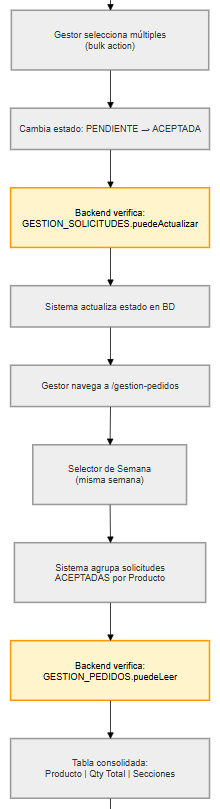 Gestor selecciona múltiples
(bulk action)
Cambia estado: PENDIENTE → ACEPTADA
Backend verifica:
GESTION_SOLICITUDES.puedeActualizar
Sistema actualiza estado en BD
Gestor navega a /gestion-pedidos
Selector de Semana
(misma semana)
Sistema agrupa solicitudes
ACEPTADAS por Producto
Backend verifica:
GESTION_PEDIDOS.puedeLeer
Tabla consolidada:
Producto | Qty Total | Secciones